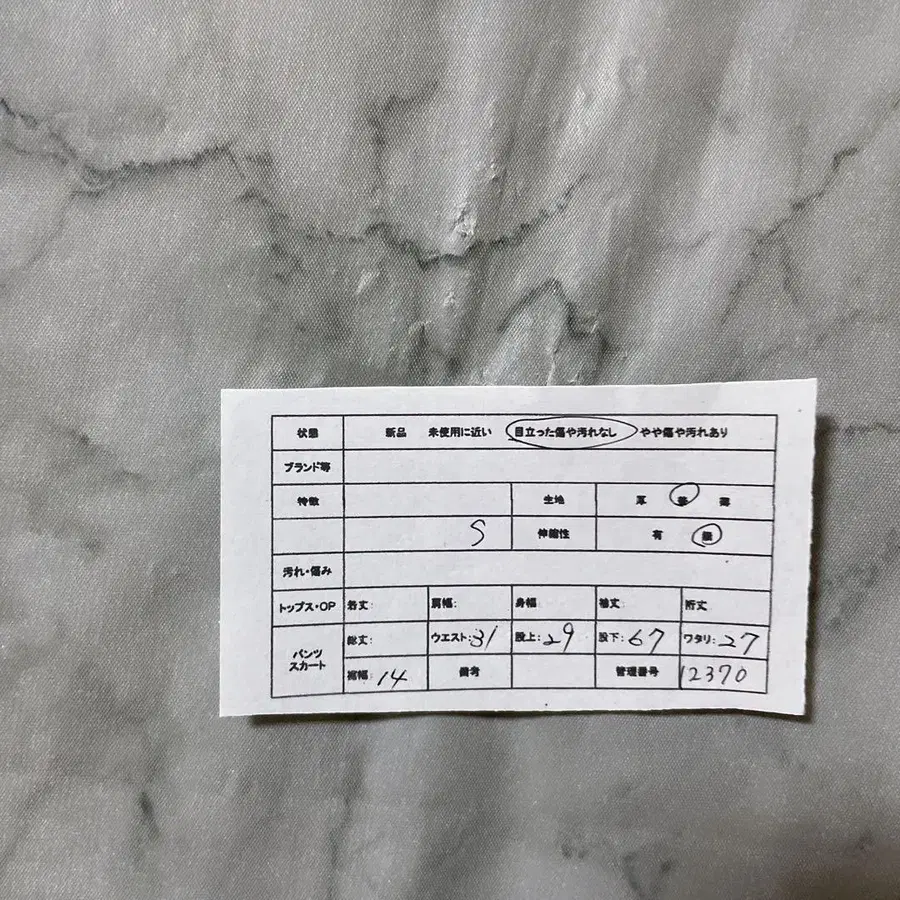 状態 新品 未使用に近い 目立った傷や汚れなし やや傷や汚れあり
ブランド等
特徴 生地 厚 普 薄
S 伸縮性 有 無
汚れ・傷み
トップス・OP 着丈: 肩幅: 身幅 袖丈: 裄丈
パンツ スカート 総丈: ウエスト:31 股上:29 股下:67 ワタリ:27
裾幅:14 備考 管理番号 12370